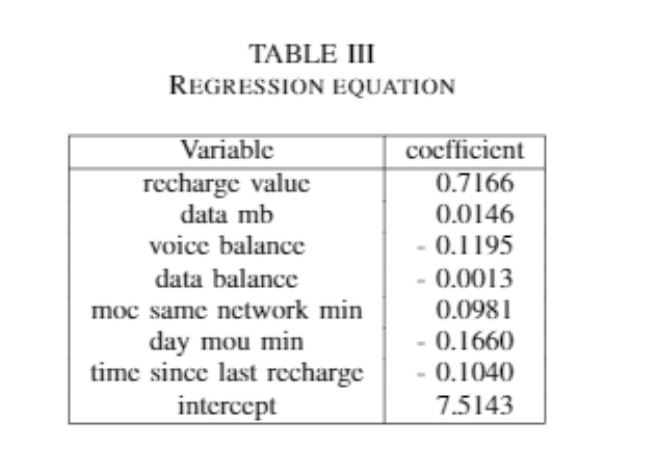 TABLE III
REGRESSION EQUATION
Variable coefficient
recharge value 0.7166
data mb 0.0146
voice balance - 0.1195
data balance - 0.0013
moc same network min 0.0981
day mou min - 0.1660
time since last recharge - 0.1040
intercept 7.5143